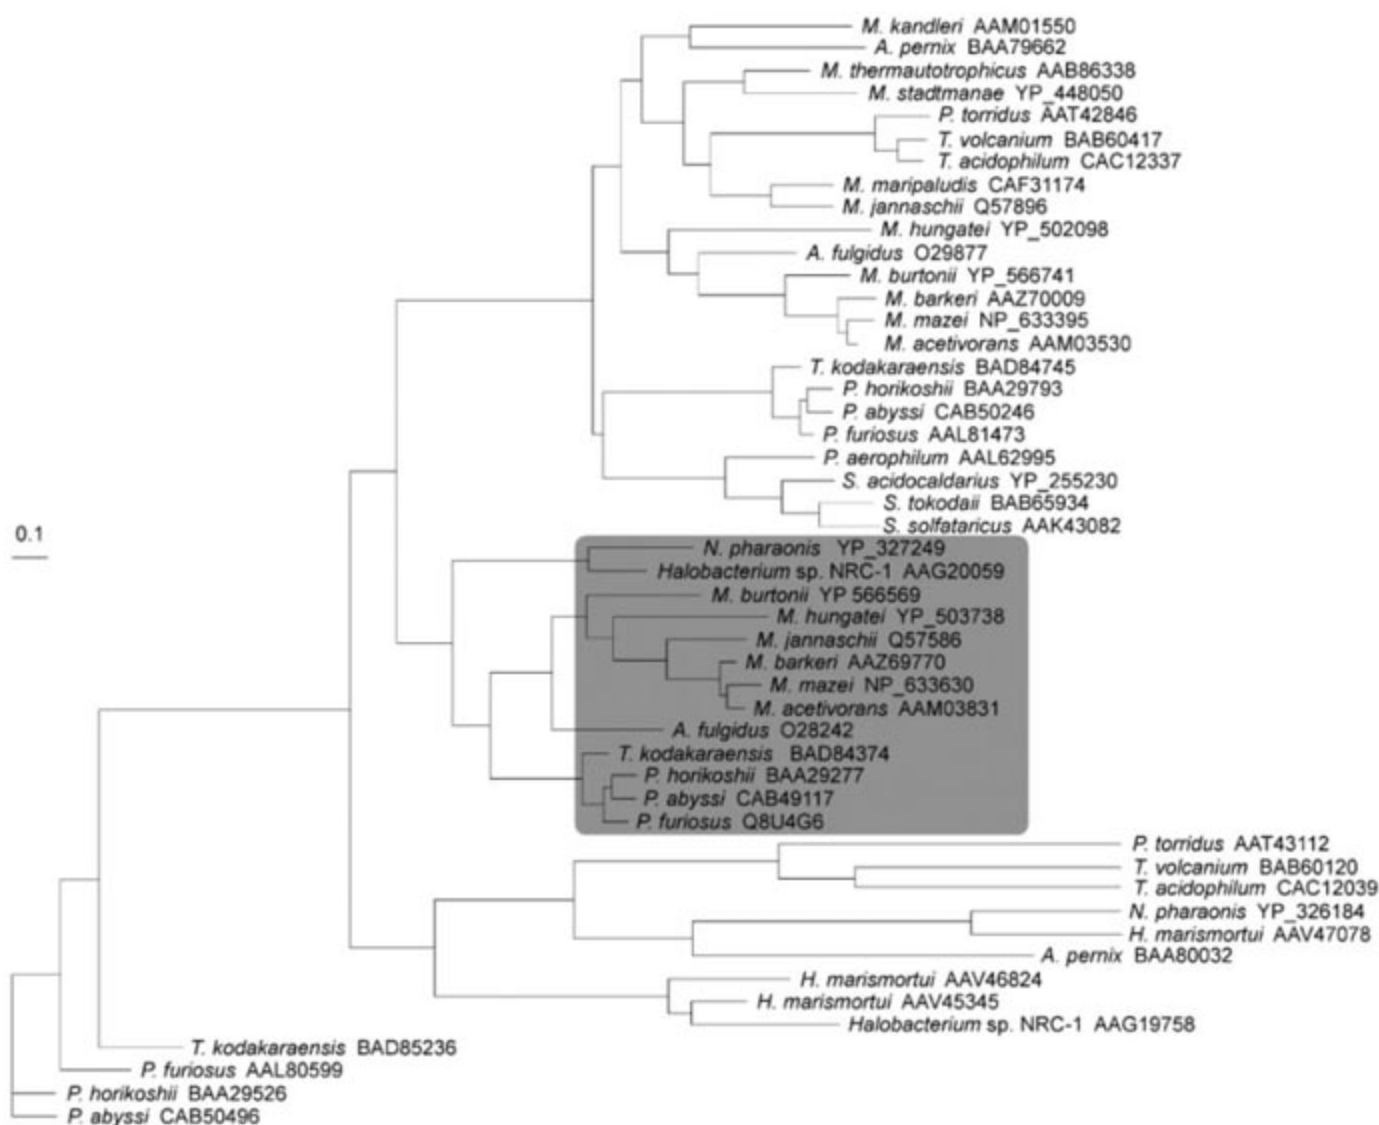 M. kandleri AAM01550
A. pernix BAA79662
M. thermautotrophicus AAB86338
M. stadtmanae YP_448050
P. torridus AAT42846
T. volcanium BAB60417
T. acidophilum CAC12337
M. maripaludis CAF31174
M. jannaschii Q57896
M. hungatei YP_502098
A. fulgidus O29877
M. burtonii YP_566741
M. barkeri AAZ70009
M. mazei NP_633395
M. acetivorans AAM03530
T. kodakaraensis BAD84745
P. horikoshii BAA29793
P. abyssi CAB50246
P. furiosus AAL81473
P. aerophilum AAL62995
S. acidocaldarius YP_255230
S. tokodaii BAB65934
S. solfataricus AAK43082
0.1
N. pharaonis YP_327249
Halobacterium sp. NRC-1 AAG20059
M. burtonii YP 566569
M. hungatei YP_503738
M. jannaschii Q57586
M. barkeri AAZ69770
M. mazei NP_633630
M. acetivorans AAM03831
A. fulgidus O28242
T. kodakaraensis BAD84374
P. horikoshii BAA29277
P. abyssi CAB49117
P. furiosus Q8U4G6
P. torridus AAT43112
T. volcanium BAB60120
T. acidophilum CAC12039
N. pharaonis YP_326184
H. marismortui AAV47078
A. pernix BAA80032
H. marismortui AAV46824
H. marismortui AAV45345
Halobacterium sp. NRC-1 AAG19758
T. kodakaraensis BAD85236
P. furiosus AAL80599
P. horikoshii BAA29526
P. abyssi CAB50496